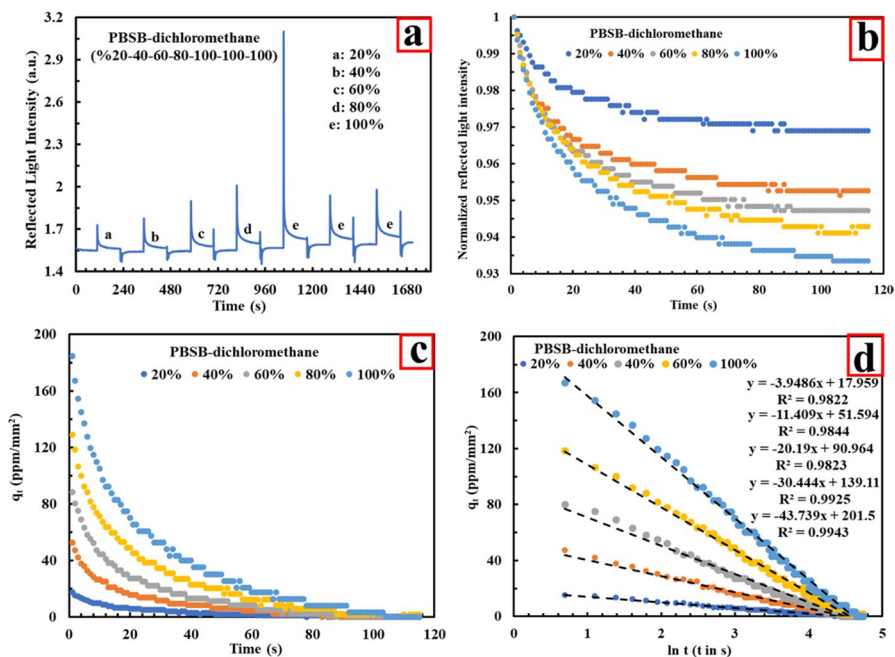 a
PBSB-dichloromethane
(%20-40-60-80-100-100-100)
a: 20%
b: 40%
c: 60%
d: 80%
e: 100%
Reflected Light Intensity (a.u.)
3.2
2.9
2.6
2.3
2
1.7
1.4
a
b
c
d
e
e
e
0
240
480
720
960
1200
1440
1680
Time (s)
b
PBSB-dichloromethane
20% 40% 60% 80% 100%
Normalized reflected light intensity
1
0.99
0.98
0.97
0.96
0.95
0.94
0.93
0 20 40 60 80 100 120
Time (s)
c
PBSB-dichloromethane
20% 40% 60% 80% 100%
qt (ppm/mm2)
200
160
120
80
40
0
0 20 40 60 80 100 120
Time (s)
d
PBSB-dichloromethane
20% 40% 40% 60% 100%
y = -3.9486x + 17.959
R² = 0.9822
y = -11.409x + 51.594
R² = 0.9844
y = -20.19x + 90.964
R² = 0.9823
y = -30.444x + 139.11
R² = 0.9925
y = -43.739x + 201.5
R² = 0.9943
qt (ppm/mm2)
200
160
120
80
40
0
0 1 2 3 4 5
ln t (t in s)